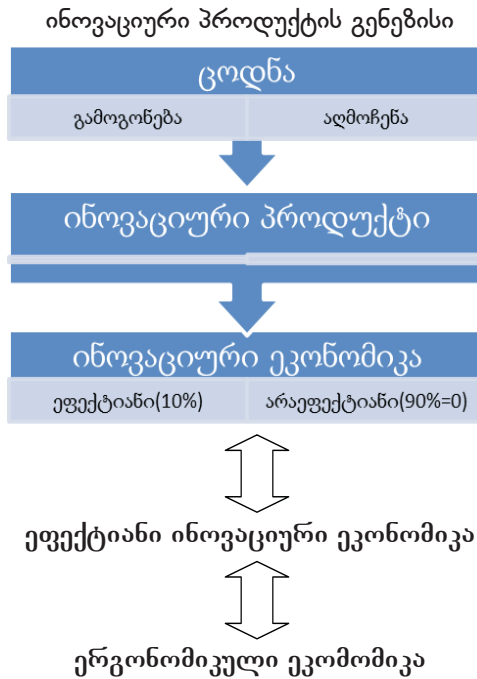 ინოვაციური პროდუქტის გენეზისი
ცოდნა
გამოგონება
აღმოჩენა
ინოვაციური პროდუქტი
ინოვაციური ეკონომიკა
ეფექტიანი(10%)
არაეფექტიანი(90%=0)
ეფექტიანი ინოვაციური ეკონომიკა
ერგონომიკული ეკომომიკა